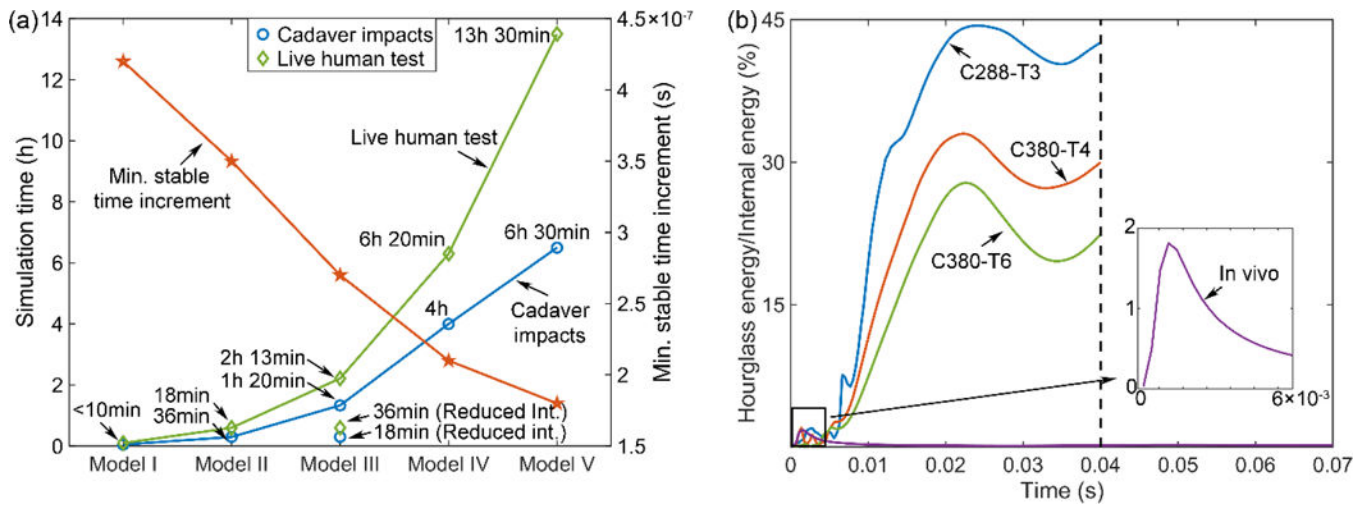 (a)
Simulation time (h)
14
12
10
8
6
4
2
0
Cadaver impacts
Live human test
13h 30min
Live human test
Min. stable
time increment
6h 20min
6h 30min
4h
Cadaver
impacts
2h 13min
1h 20min
18min
36min
<10min
36min (Reduced Int.)
18min (Reduced int.)
Model I
Model II
Model III
Model IV
Model V
4.5×10-7
4
3.5
3
2.5
2
1.5
Min. stable time increment (s)
(b)
Hourglass energy/Internal energy (%)
45
30
15
C288-T3
C380-T4
C380-T6
2
1
0
In vivo
0
6×10-3
0
0.01
0.02
0.03
0.04
0.05
0.06
0.07
Time (s)